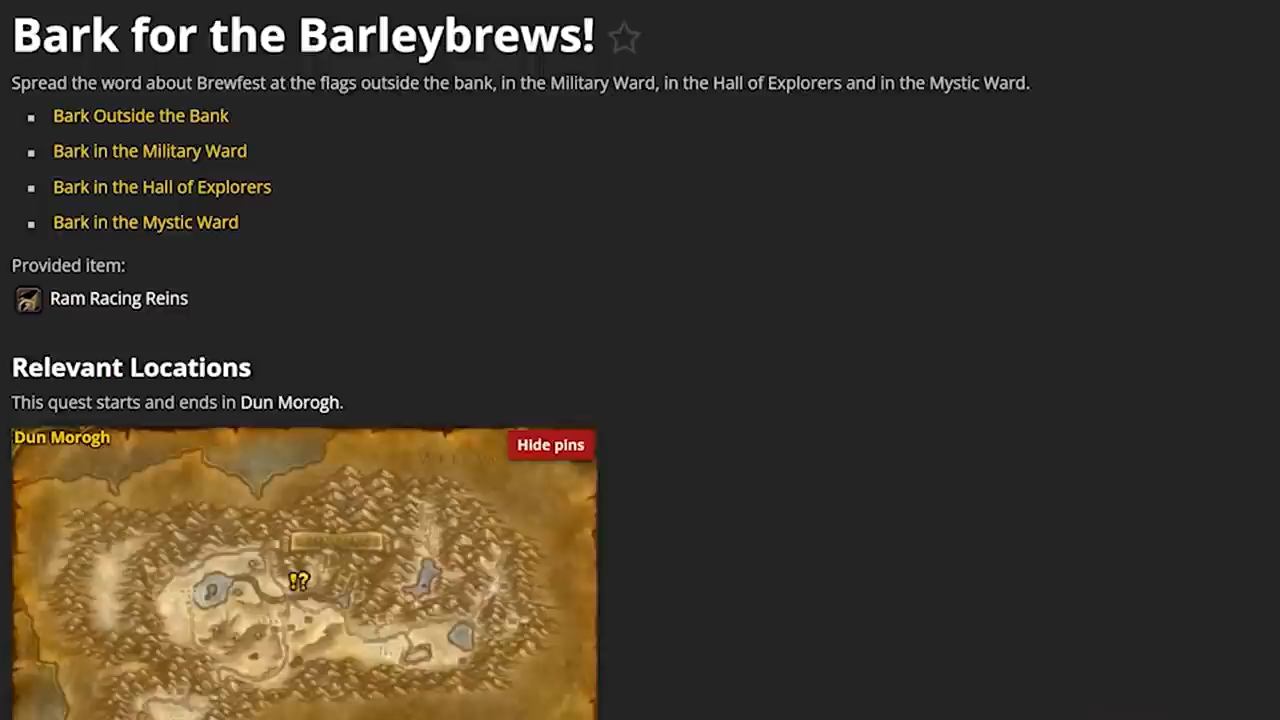 Bark for the Barleybrews!
Spread the word about Brewfest at the flags outside the bank, in the Military Ward, in the Hall of Explorers and in the Mystic Ward.
Bark Outside the Bank
Bark in the Military Ward
Bark in the Hall of Explorers
Bark in the Mystic Ward
Provided item:
Ram Racing Reins
Relevant Locations
This quest starts and ends in Dun Morogh.
Dun Morogh
Hide pins
!?